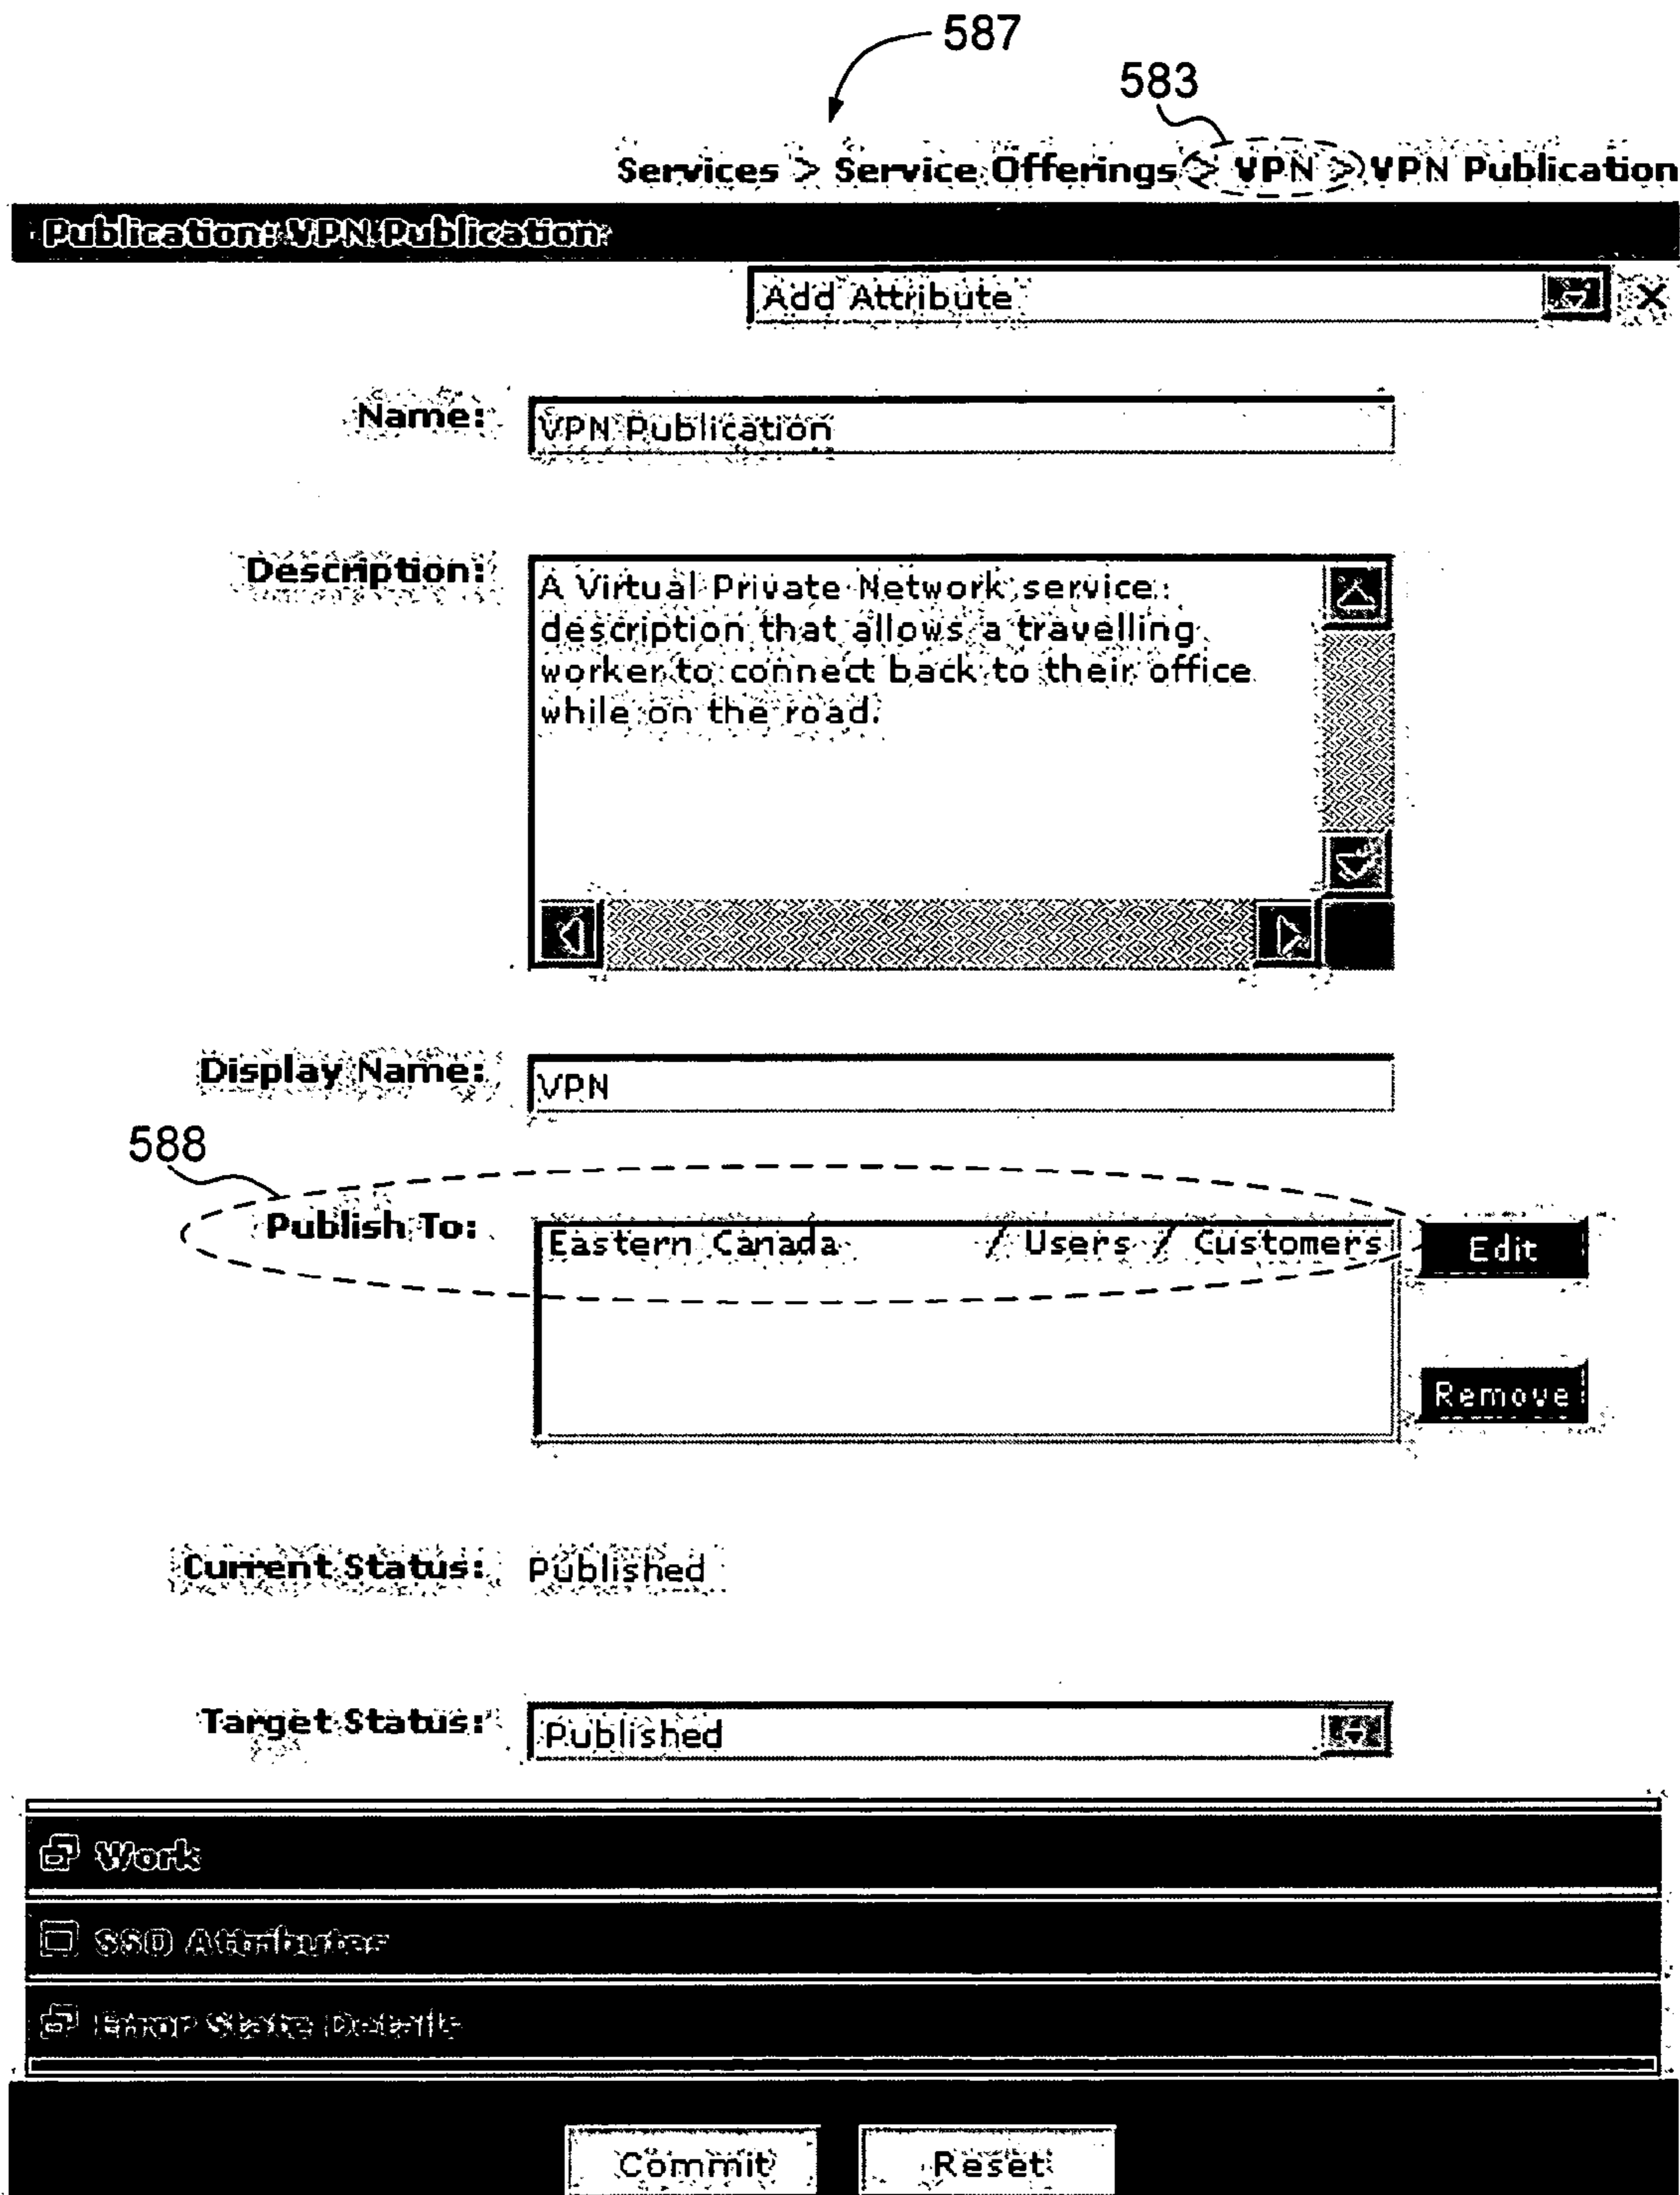 587
583
Services > Service Offerings > VPN > VPN Publication
Publication: VPN Publication
Add Attribute
X
Name:
VPN Publication
Description:
A Virtual Private Network service
description that allows a travelling
worker to connect back to their office
while on the road.
Display Name:
VPN
588
Publish To:
Eastern Canada / Users / Customers
Edit
Remove
Current Status:
Published
Target Status:
Published
Work
SSO Attributes
Error State Details
Commit
Reset